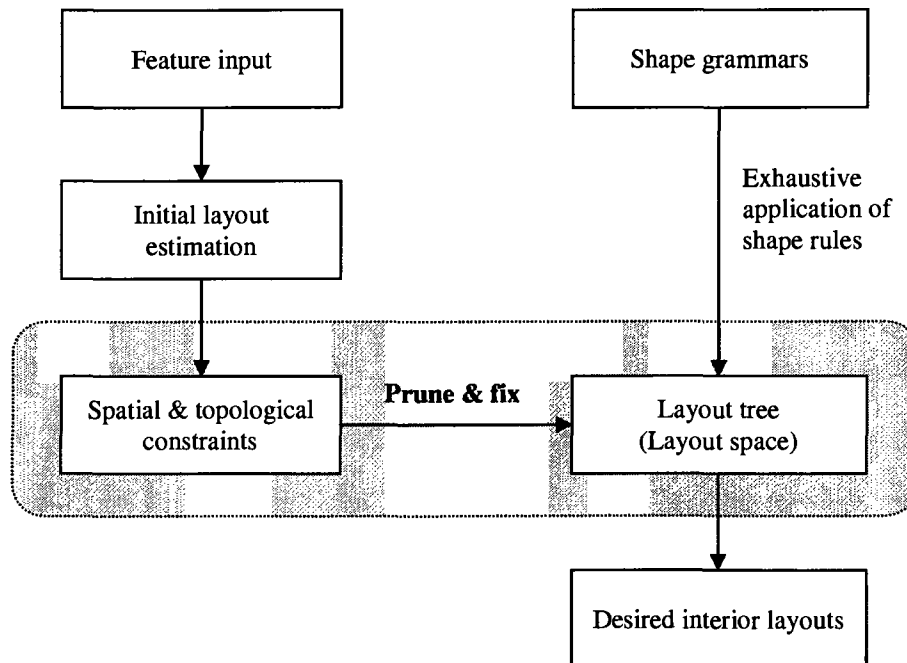 Feature input
Shape grammars
Initial layout
estimation
Exhaustive
application of
shape rules
Spatial & topological
constraints
Prune & fix
Layout tree
(Layout space)
Desired interior layouts